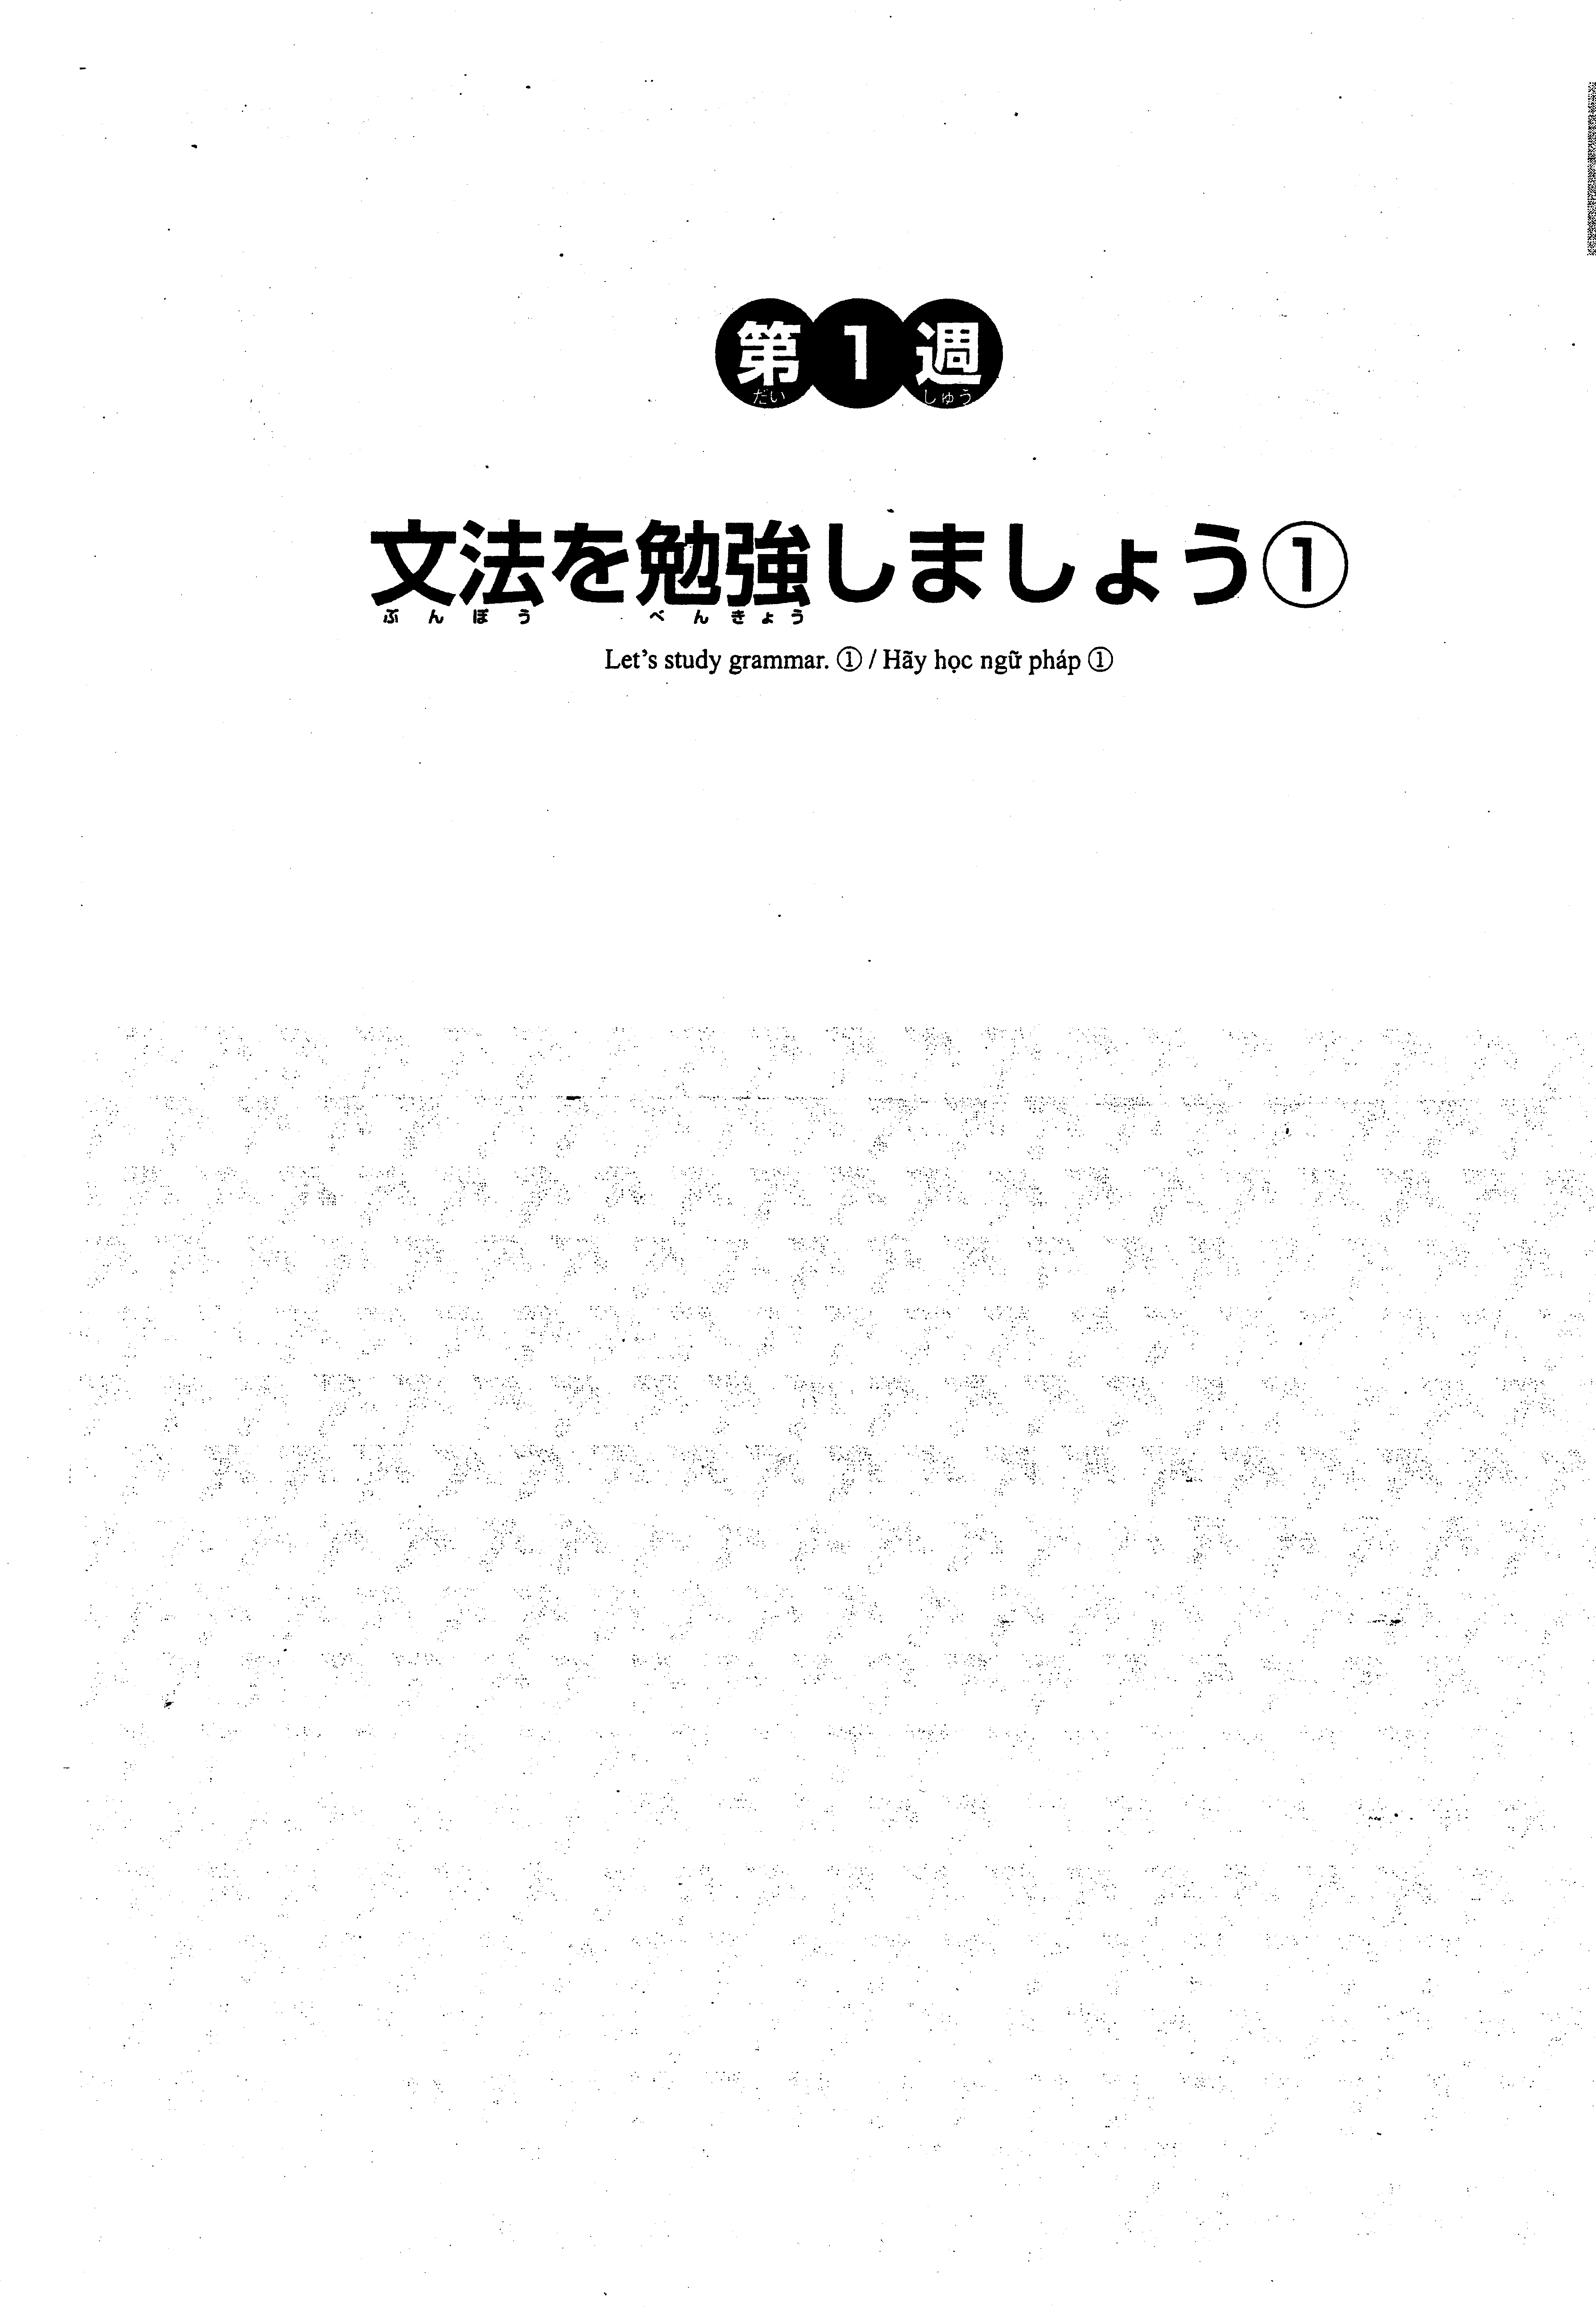 第1週
だい しゅう
文法を勉強しましょう①
ぶんぽう べんきょう
Let's study grammar. ① / Hãy học ngữ pháp ①